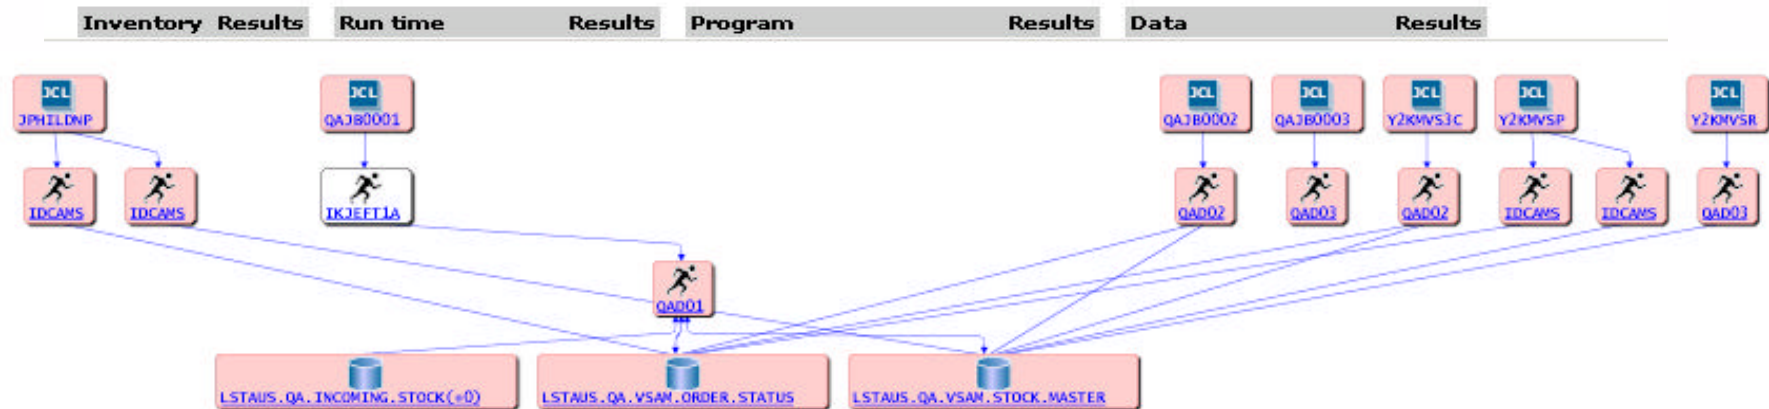 Inventory Results Run time Results Program Results Data Results
JCL JCL JCL JCL JCL JCL JCL
JPHILDNP QAJB0001 QAJB0002 QAJB0003 Y2KMVS3C Y2KMVSP Y2KMVSR
IDCAMS IDCAMS IKJEFT1A QAD02 QAD03 QAD02 IDCAMS IDCAMS QAD03
QAD01
LSTAUS.QA.INCOMING.STOCK(+0) LSTAUS.QA.VSAM.ORDER.STATUS LSTAUS.QA.VSAM.STOCK.MASTER